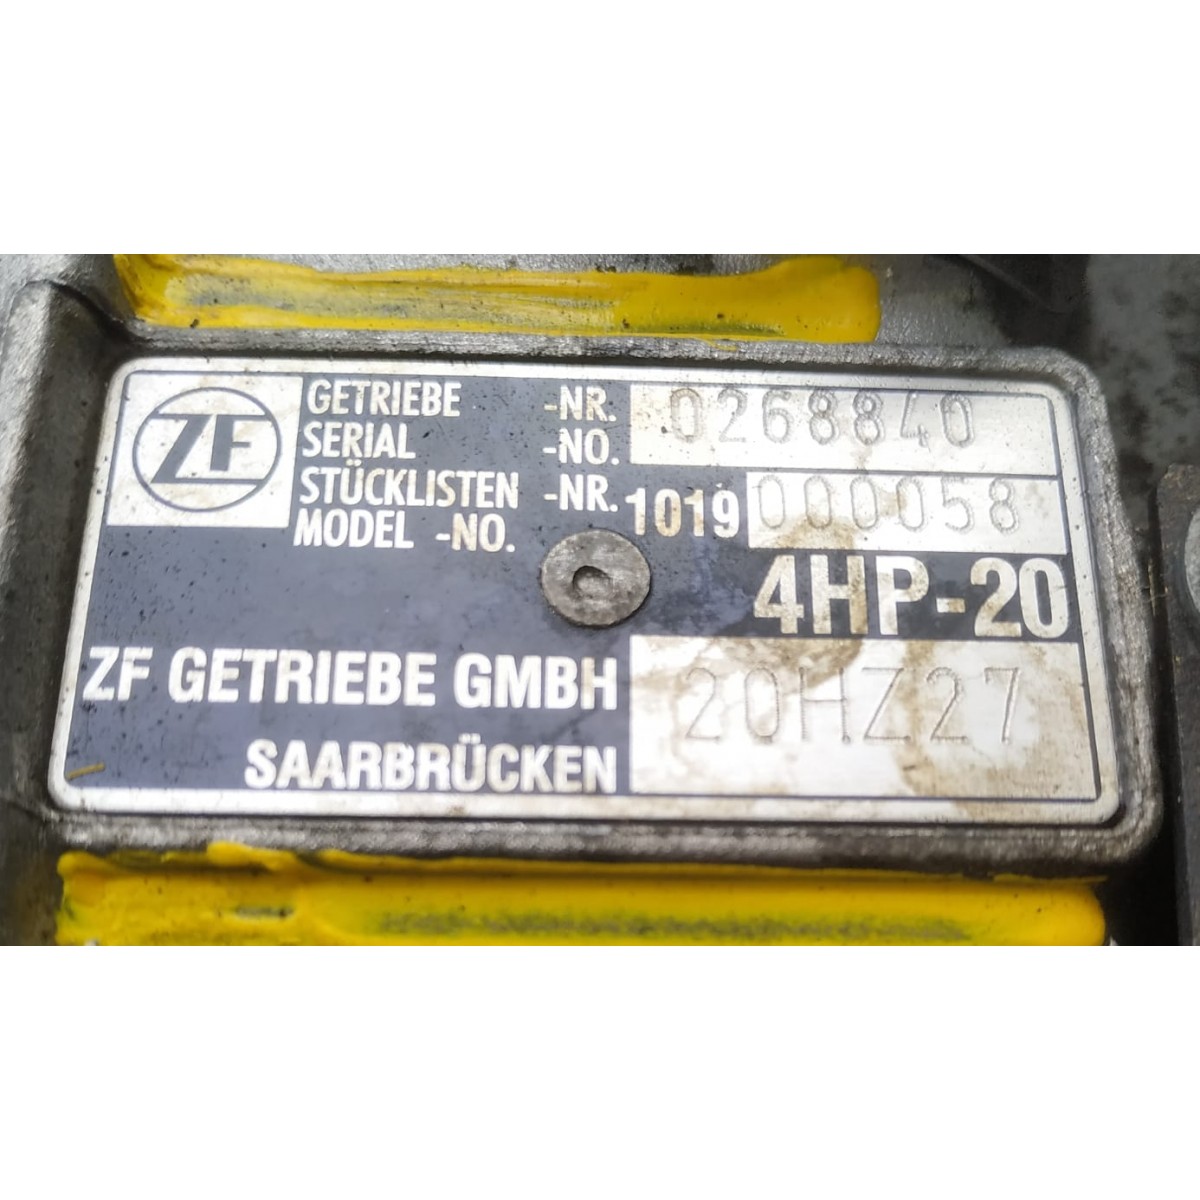 ZF
GETRIEBE -NR. 0268840
SERIAL -NO.
STÜCKLISTEN -NR. 1019 000058
MODEL -NO.
4HP-20
ZF GETRIEBE GMBH 20HZ27
SAARBRÜCKEN